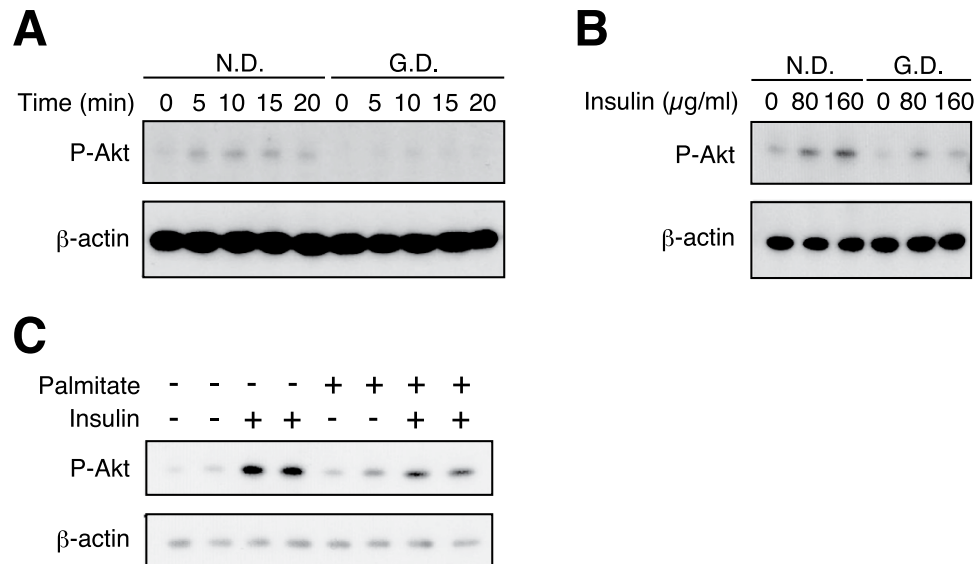 A
N.D. G.D.
Time (min) 0 5 10 15 20 0 5 10 15 20
P-Akt
β-actin
B
N.D. G.D.
Insulin (µg/ml) 0 80 160 0 80 160
P-Akt
β-actin
C
Palmitate - - - - + + + +
Insulin - - + + - - + +
P-Akt
β-actin